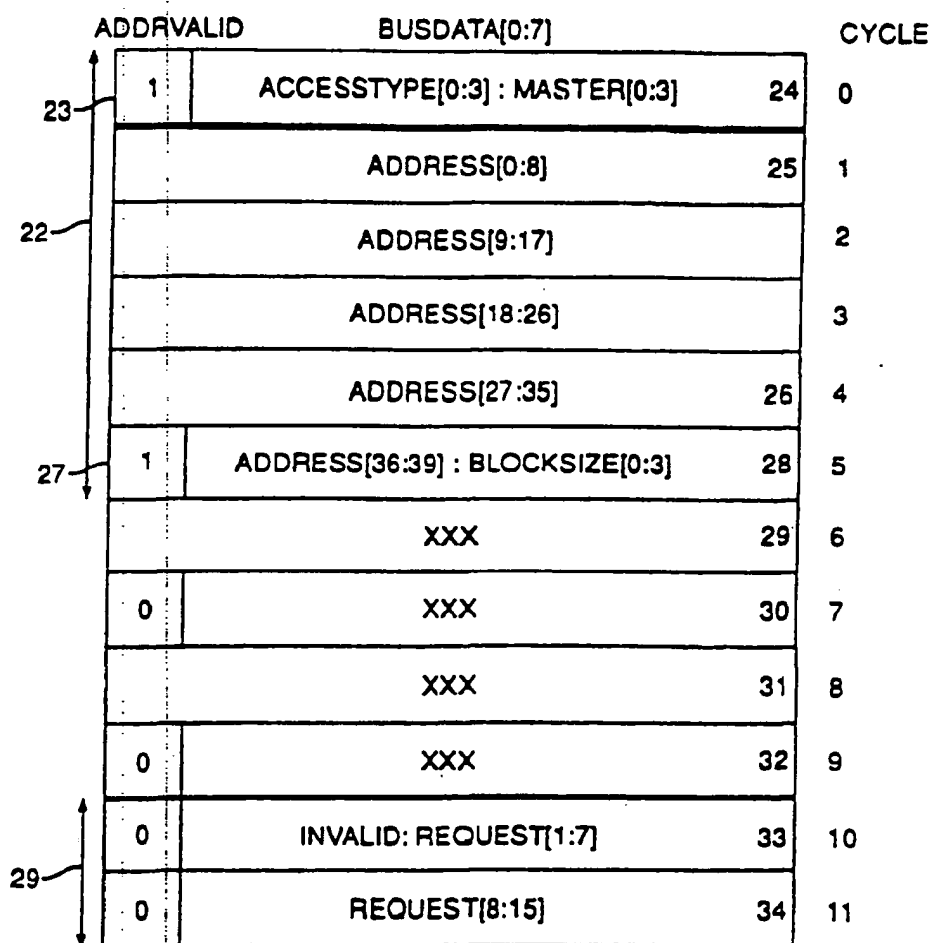 ADDRVALID BUSDATA[0:7] CYCLE
1 ACCESSTYPE[0:3] : MASTER[0:3] 24 0
23
ADDRESS[0:8] 25 1
22 ADDRESS[9:17] 2
ADDRESS[18:26] 3
ADDRESS[27:35] 26 4
27 1 ADDRESS[36:39] : BLOCKSIZE[0:3] 28 5
XXX 29 6
0 XXX 30 7
XXX 31 8
0 XXX 32 9
0 INVALID: REQUEST[1:7] 33 10
29
0 REQUEST[8:15] 34 11